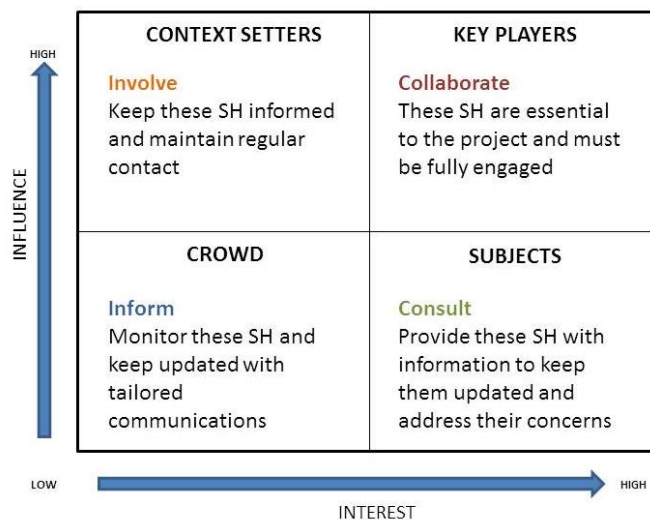 HIGH
INFLUENCE
LOW
CONTEXT SETTERS
Involve
Keep these SH informed
and maintain regular
contact
KEY PLAYERS
Collaborate
These SH are essential
to the project and must
be fully engaged
CROWD
Inform
Monitor these SH and
keep updated with
tailored
communications
SUBJECTS
Consult
Provide these SH with
information to keep
them updated and
address their concerns
HIGH
INTEREST